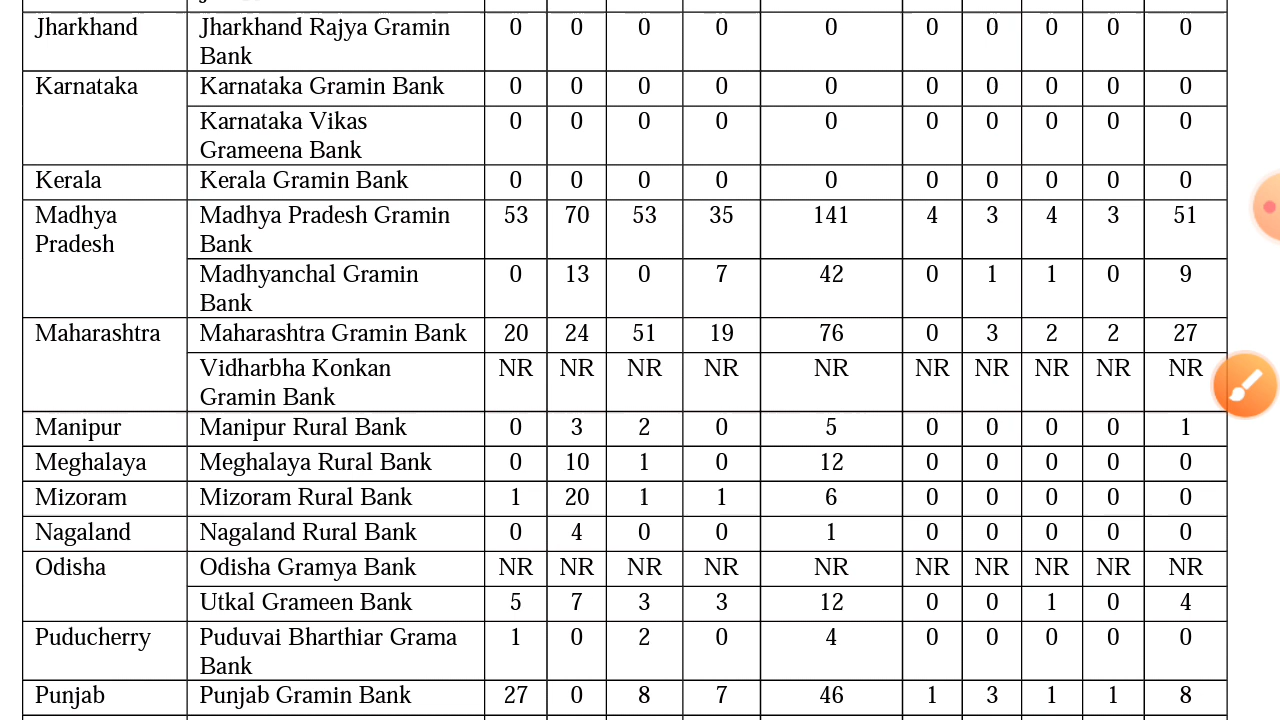 Jharkhand Jharkhand Rajya Gramin 0 0 0 0 0 0 0 0 0 0
Bank
Karnataka Karnataka Gramin Bank 0 0 0 0 0 0 0 0 0 0
Karnataka Vikas 0 0 0 0 0 0 0 0 0 0
Grameena Bank
Kerala Kerala Gramin Bank 0 0 0 0 0 0 0 0 0 0
Madhya Madhya Pradesh Gramin 53 70 53 35 141 4 3 4 3 51
Pradesh Bank
Madhyanchal Gramin 0 13 0 7 42 0 1 1 0 9
Bank
Maharashtra Maharashtra Gramin Bank 20 24 51 19 76 0 3 2 2 27
Vidharbha Konkan NR NR NR NR NR NR NR NR NR NR
Gramin Bank
Manipur Manipur Rural Bank 0 3 2 0 5 0 0 0 0 1
Meghalaya Meghalaya Rural Bank 0 10 1 0 12 0 0 0 0 0
Mizoram Mizoram Rural Bank 1 20 1 1 6 0 0 0 0 0
Nagaland Nagaland Rural Bank 0 4 0 0 1 0 0 0 0 0
Odisha Odisha Gramya Bank NR NR NR NR NR NR NR NR NR NR
Utkal Grameen Bank 5 7 3 3 12 0 0 1 0 4
Puducherry Puduvai Bharthiar Grama 1 0 2 0 4 0 0 0 0 0
Bank
Punjab Punjab Gramin Bank 27 0 8 7 46 1 3 1 1 8